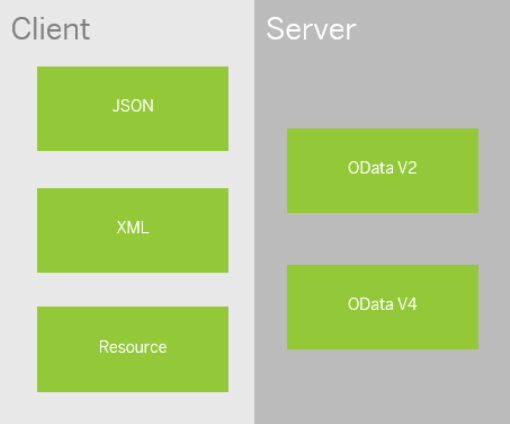 Client
JSON
XML
Resource
Server
OData V2
OData V4